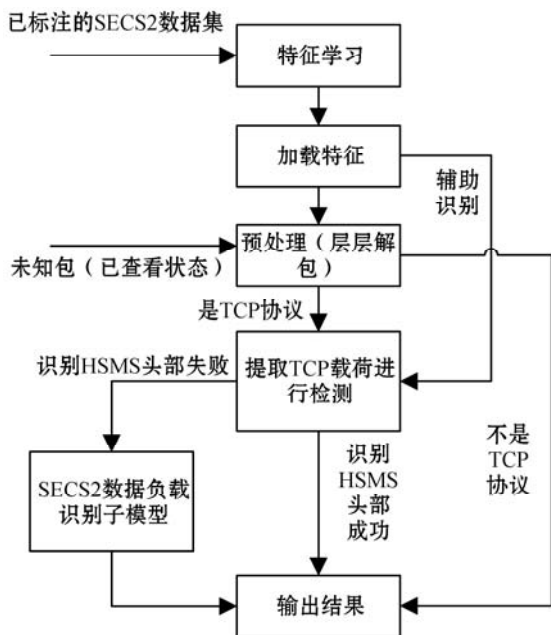 已标注的SECS2数据集
特征学习
加载特征
辅助
识别
预处理（层层解
包）
未知包（已查看状态）
是TCP协议
识别HSMS头部失败
提取TCP载荷进
行检测
不是
TCP
协议
识别
HSMS
头部
成功
SECS2数据负载
识别子模型
输出结果